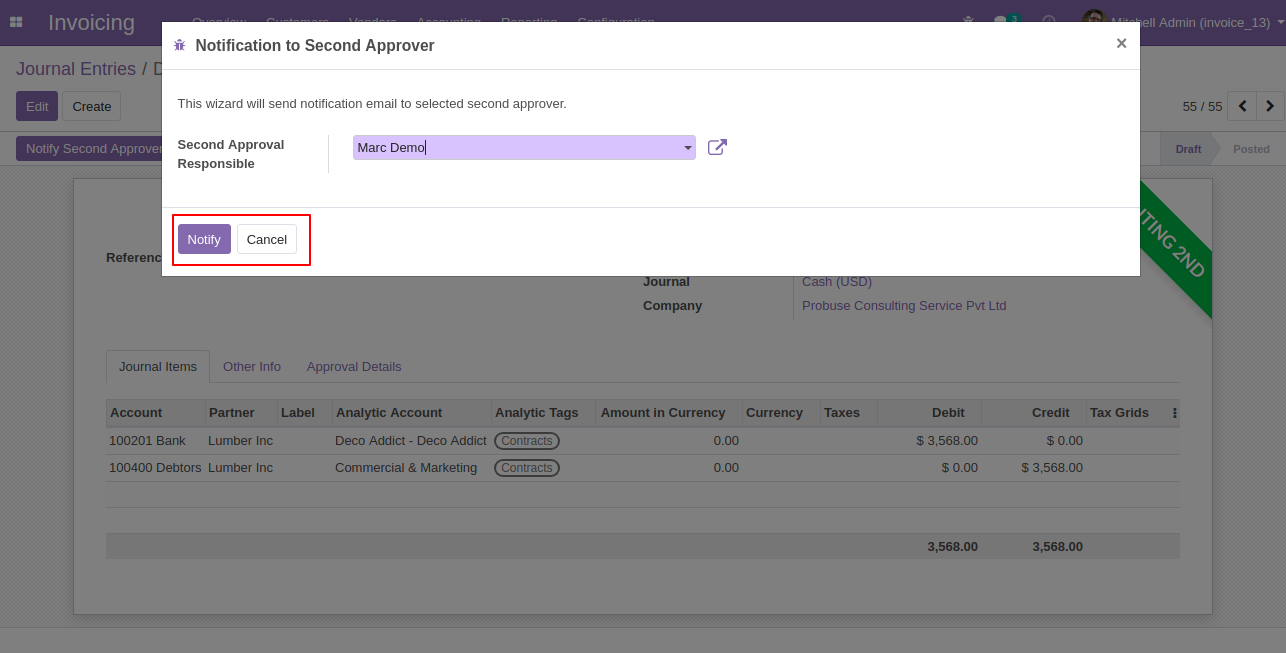 Invoicing
Overview Customers Vendors Accounting Reporting Configuration
3
Mitchell Admin (invoice_13)
Notification to Second Approver
×
Journal Entries / D
This wizard will send notification email to selected second approver.
Edit Create
55 / 55
Second Approval Responsible
Marc Demo
Notify Second Approver
Draft Posted
Notify Cancel
Journal Cash (USD)
Company Probuse Consulting Service Pvt Ltd
ITING 2ND
Journal Items Other Info Approval Details
Account Partner Label Analytic Account Analytic Tags Amount in Currency Currency Taxes Debit Credit Tax Grids
100201 Bank Lumber Inc Deco Addict - Deco Addict Contracts 0.00 $ 3,568.00 $ 0.00
100400 Debtors Lumber Inc Commercial & Marketing Contracts 0.00 $ 0.00 $ 3,568.00
3,568.00 3,568.00